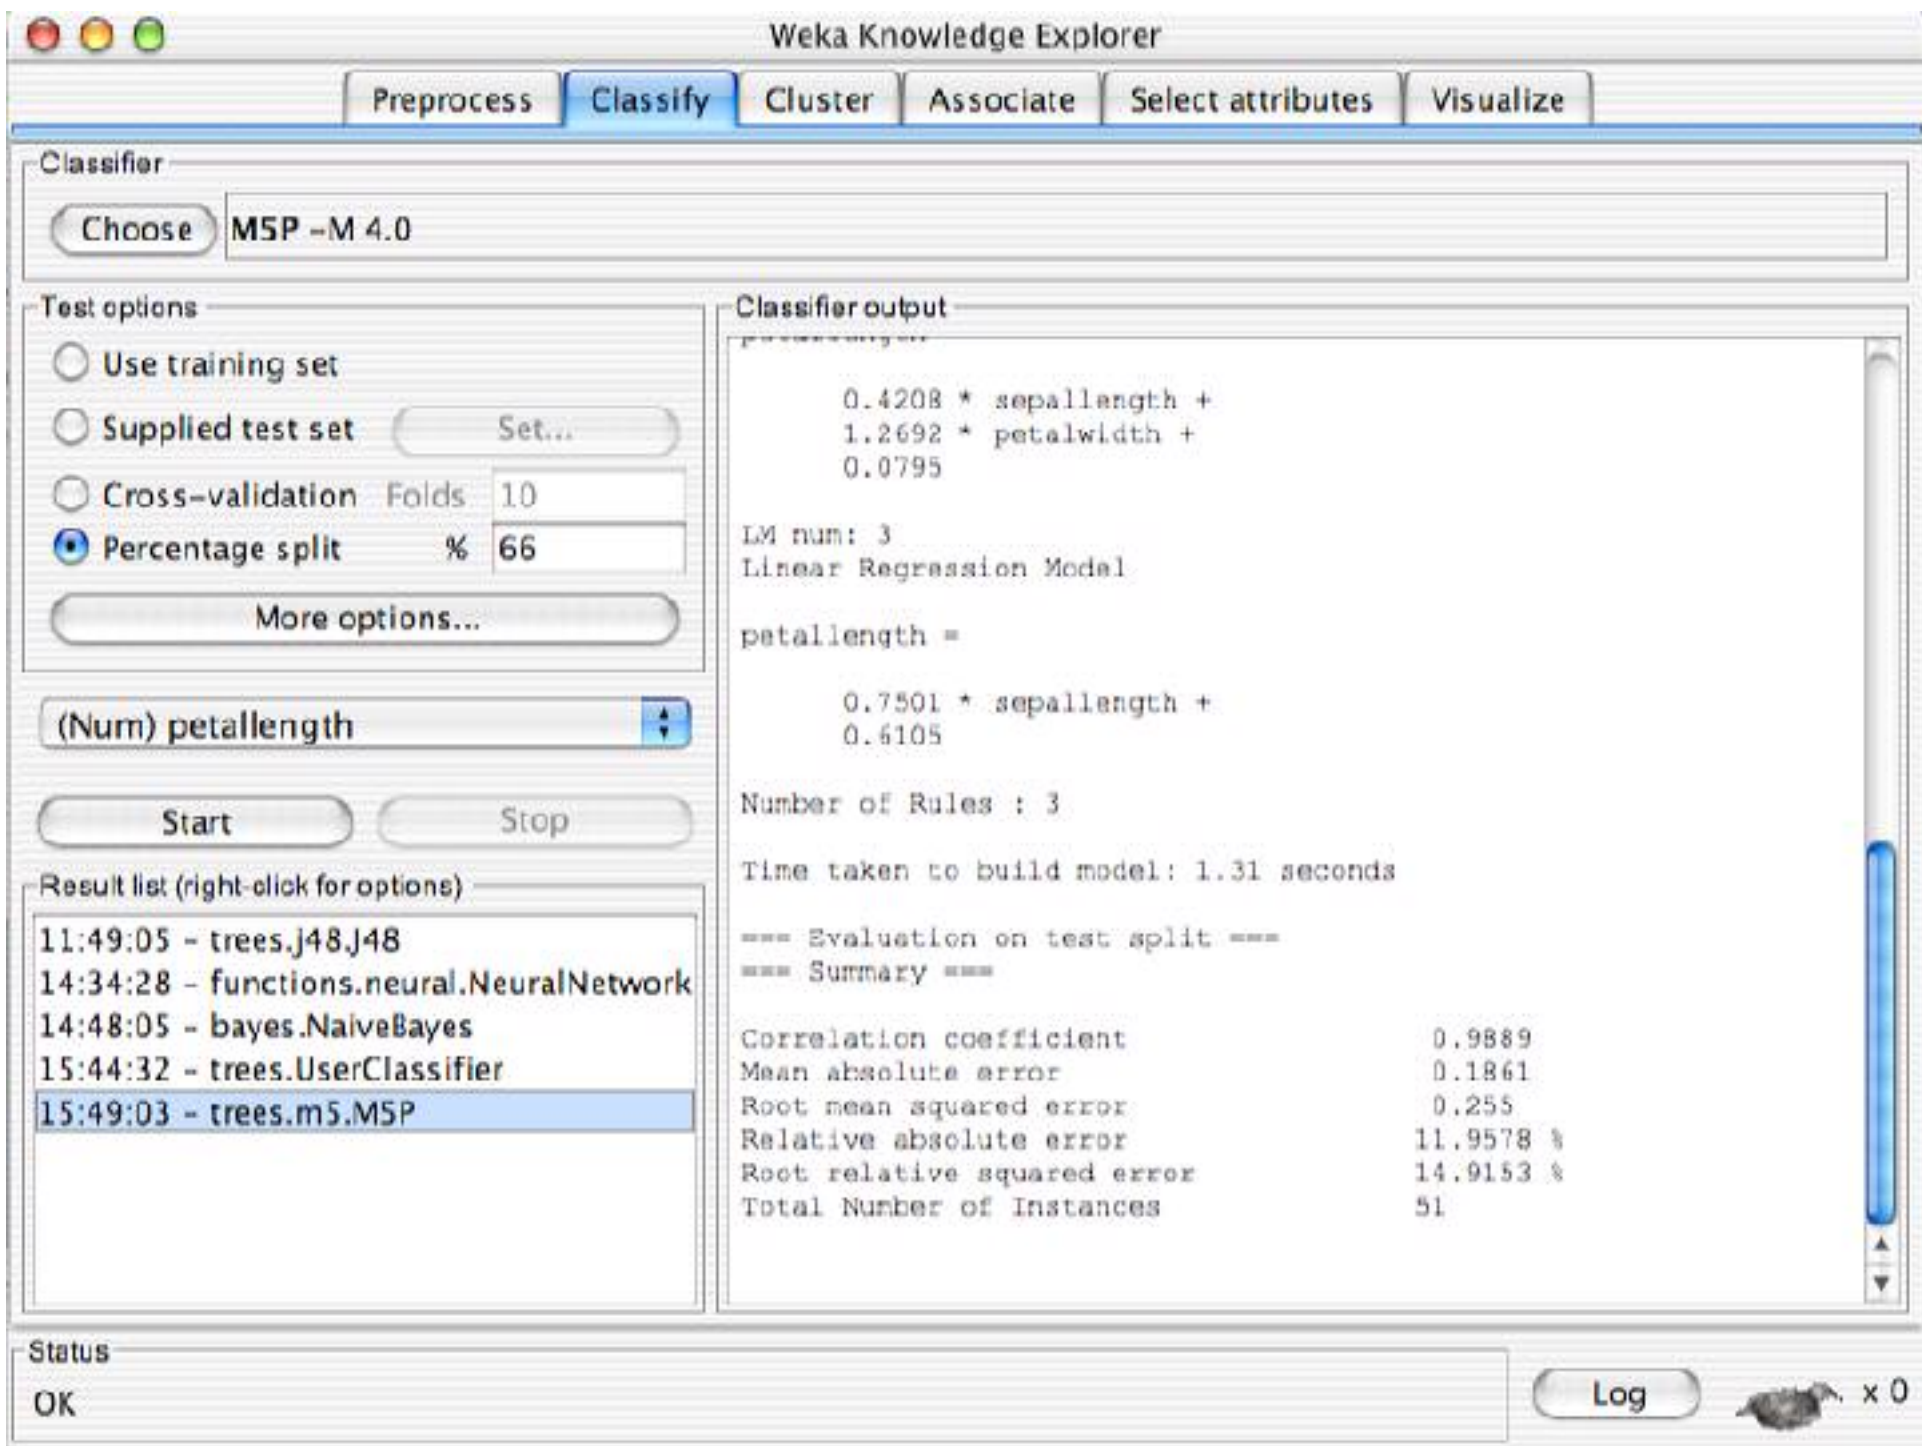 Weka Knowledge Explorer
Preprocess Classify Cluster Associate Select attributes Visualize
Classifier
Choose M5P -M 4.0
Test options
Use training set
Supplied test set Set...
Cross-validation Folds 10
Percentage split % 66
More options...
(Num) petallength
Start Stop
Result list (right-click for options)
11:49:05 - trees.j48.J48
14:34:28 - functions.neural.NeuralNetwork
14:48:05 - bayes.NaiveBayes
15:44:32 - trees.UserClassifier
15:49:03 - trees.m5.M5P
Classifier output
0.4208 * sepallength +
1.2692 * petalwidth +
0.0795
LM num: 3
Linear Regression Model
petallength =
0.7501 * sepallength +
0.6105
Number of Rules : 3
Time taken to build model: 1.31 seconds
=== Evaluation on test split ===
=== Summary ===
Correlation coefficient 0.9889
Mean absolute error 0.1861
Root mean squared error 0.255
Relative absolute error 11.9578 %
Root relative squared error 14.9153 %
Total Number of Instances 51
Status
OK
Log x 0